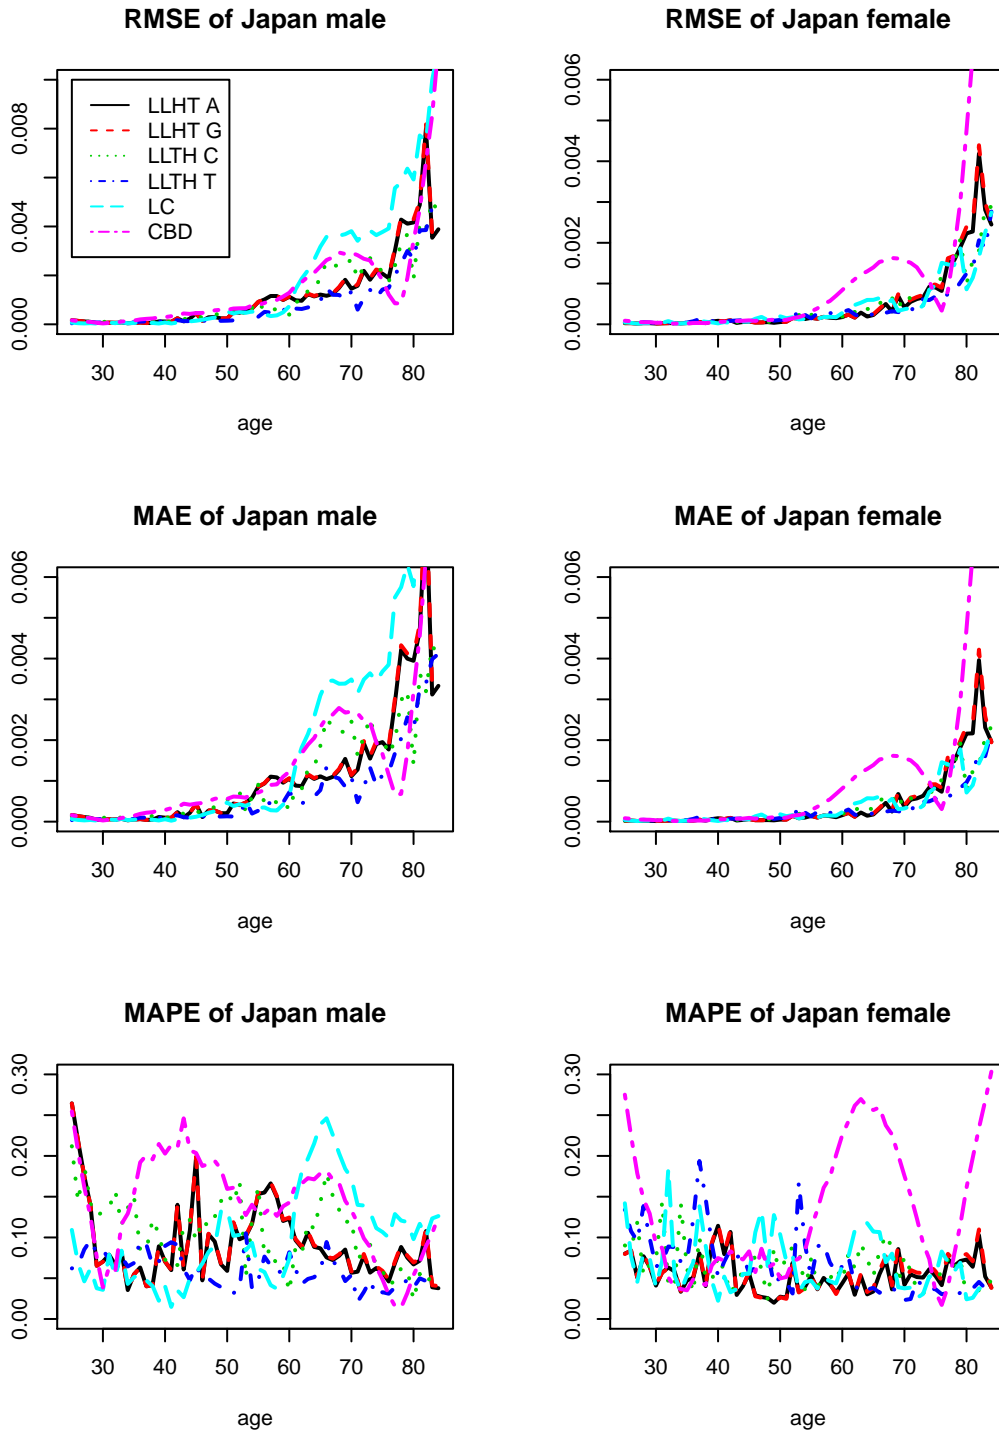 RMSE of Japan male
0.000 0.004 0.008
LLHT A
LLHT G
LLTH C
LLTH T
LC
CBD
30 40 50 60 70 80
age
RMSE of Japan female
0.000 0.002 0.004 0.006
30 40 50 60 70 80
age
MAE of Japan male
0.000 0.002 0.004 0.006
30 40 50 60 70 80
age
MAE of Japan female
0.000 0.002 0.004 0.006
30 40 50 60 70 80
age
MAPE of Japan male
0.00 0.10 0.20 0.30
30 40 50 60 70 80
age
MAPE of Japan female
0.00 0.10 0.20 0.30
30 40 50 60 70 80
age